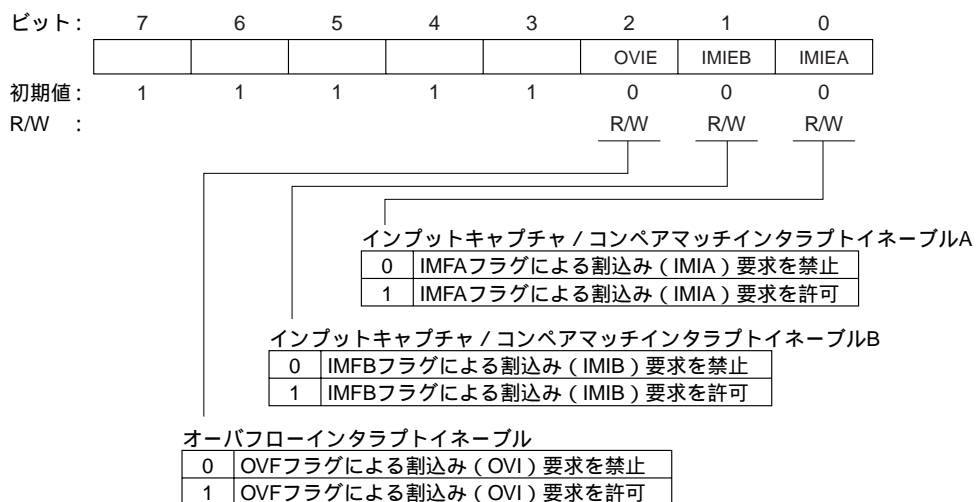 ビット： 7 6 5 4 3 2 1 0
OVIE IMIEB IMIEA
初期値： 1 1 1 1 1 0 0 0
R/W ： R/W R/W R/W
インプットキャプチャ／コンペアマッチインタラプトイネーブルA
0 IMFAフラグによる割込み（IMIA）要求を禁止
1 IMFAフラグによる割込み（IMIA）要求を許可
インプットキャプチャ／コンペアマッチインタラプトイネーブルB
0 IMFBフラグによる割込み（IMIB）要求を禁止
1 IMFBフラグによる割込み（IMIB）要求を許可
オーバフローインタラプトイネーブル
0 OVFフラグによる割込み（OVI）要求を禁止
1 OVFフラグによる割込み（OVI）要求を許可